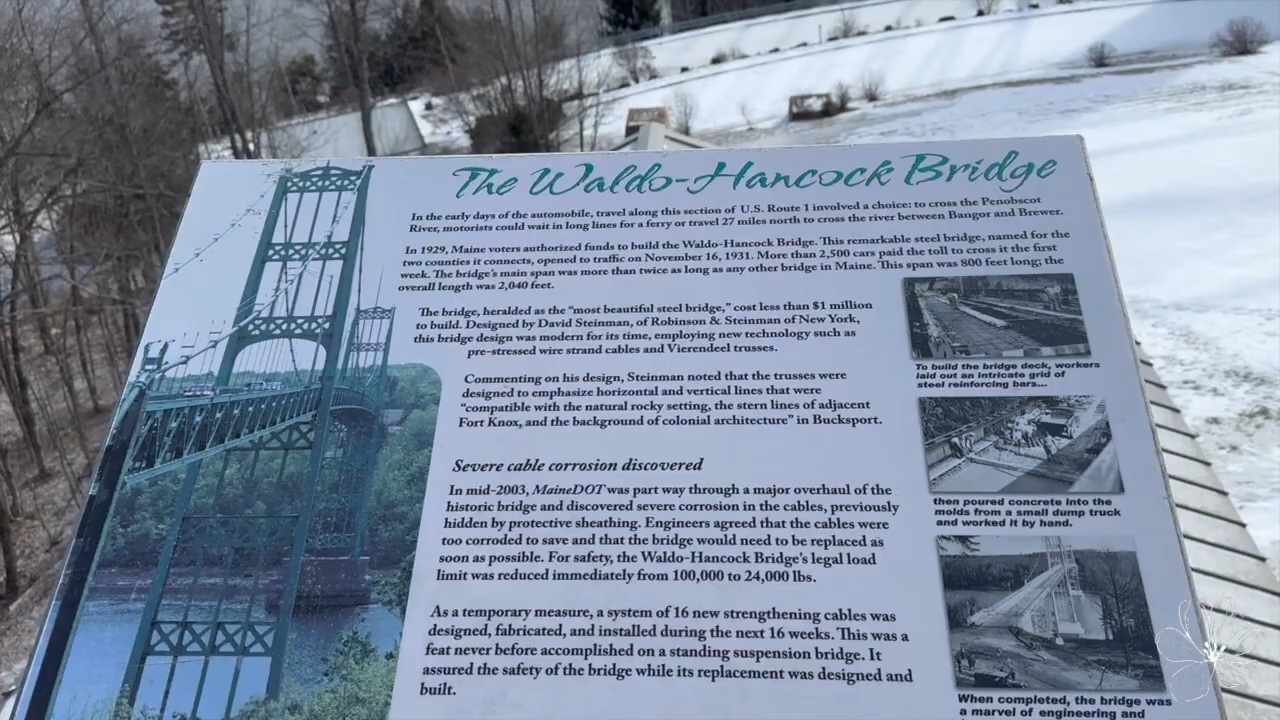 The Waldo-Hancock Bridge
In the early days of the automobile, travel along this section of U.S. Route 1 involved a choice: to cross the Penobscot
River, motorists could wait in long lines for a ferry or travel 27 miles north to cross the river between Bangor and Brewer.
In 1929, Maine voters authorized funds to build the Waldo-Hancock Bridge. This remarkable steel bridge, named for the
two counties it connects, opened to traffic on November 16, 1931. More than 2,500 cars paid the toll to cross it the first
week. The bridge's main span was more than twice as long as any other bridge in Maine. This span was 800 feet long; the
overall length was 2,040 feet.
The bridge, heralded as the "most beautiful steel bridge," cost less than $1 million
to build. Designed by David Steinman, of Robinson & Steinman of New York,
this bridge design was modern for its time, employing new technology such as
pre-stressed wire strand cables and Vierendeel trusses.
Commenting on his design, Steinman noted that the trusses were
designed to emphasize horizontal and vertical lines that were
"compatible with the natural rocky setting, the stern lines of adjacent
Fort Knox, and the background of colonial architecture" in Bucksport.
Severe cable corrosion discovered
In mid-2003, MaineDOT was part way through a major overhaul of the
historic bridge and discovered severe corrosion in the cables, previously
hidden by protective sheathing. Engineers agreed that the cables were
too corroded to save and that the bridge would need to be replaced as
soon as possible. For safety, the Waldo-Hancock Bridge's legal load
limit was reduced immediately from 100,000 to 24,000 lbs.
As a temporary measure, a system of 16 new strengthening cables was
designed, fabricated, and installed during the next 16 weeks. This was a
feat never before accomplished on a standing suspension bridge. It
assured the safety of the bridge while its replacement was designed and
built.
To build the bridge deck, workers
laid out an intricate grid of
steel reinforcing bars...
then poured concrete into the
molds from a small dump truck
and worked it by hand.
When completed, the bridge was
a marvel of engineering and